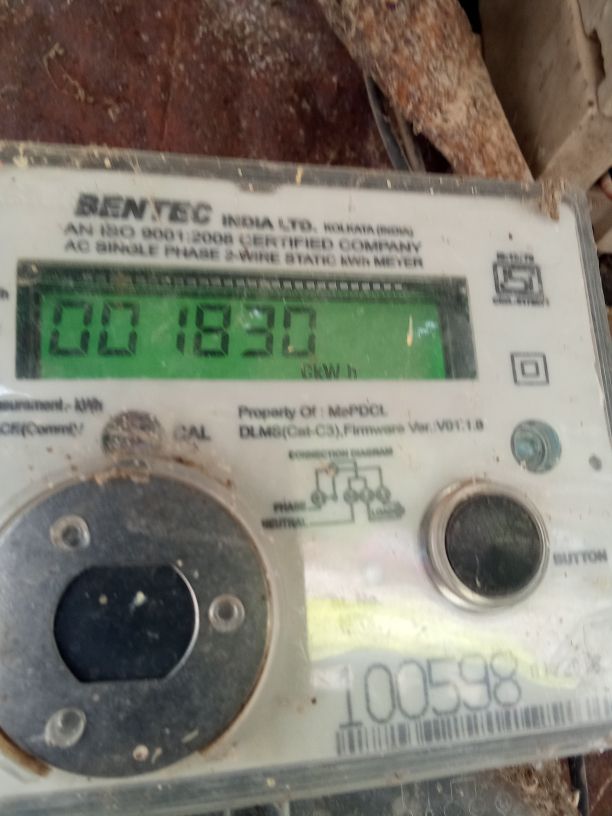 BENTEC INDIA LTD. KOLKATA (INDIA)
AN ISO 9001:2008 CERTIFIED COMPANY
AC SINGLE PHASE 2-WIRE STATIC kWh METER
001830
CkWh
kWh
CAL
Property Of : MePDCL
DLMS(Cat-C3),Firmware Ver.:V01.1.0
CONNECTION DIAGRAM
PHASE
NEUTRAL
LOAD
BUTTON
100598